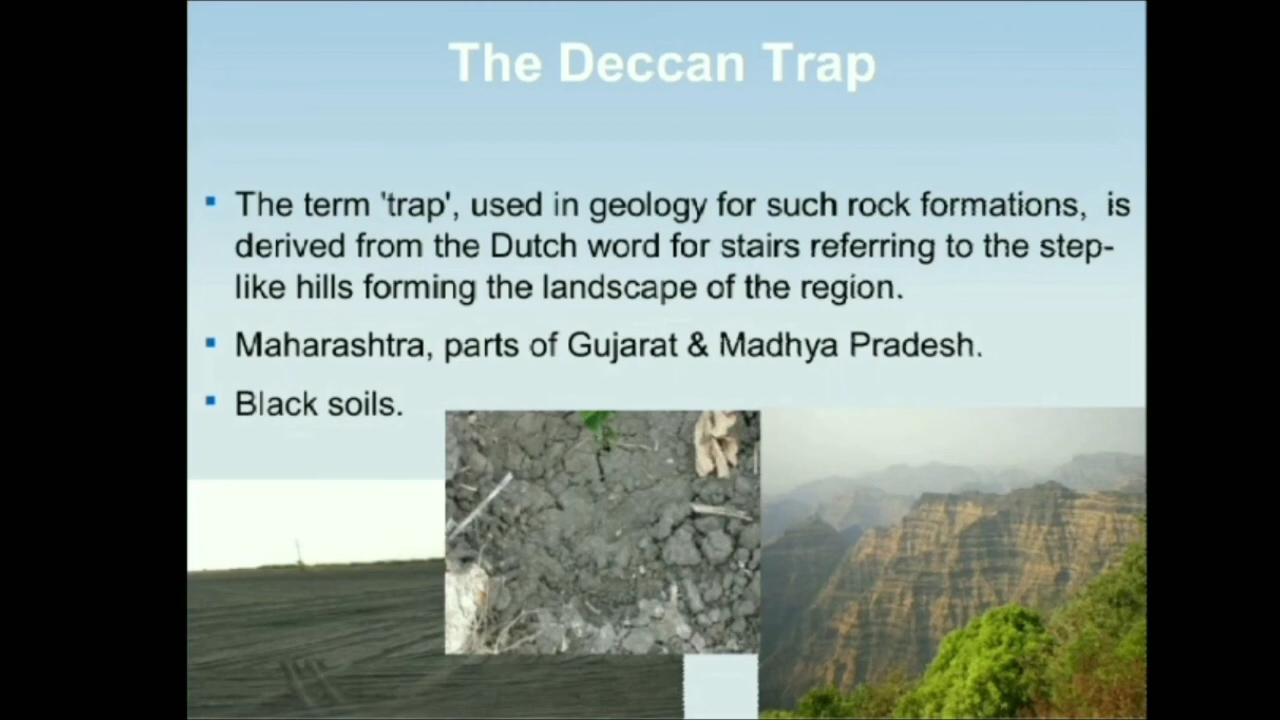 The Deccan Trap
The term 'trap', used in geology for such rock formations, is
derived from the Dutch word for stairs referring to the step-
like hills forming the landscape of the region.
Maharashtra, parts of Gujarat & Madhya Pradesh.
Black soils.